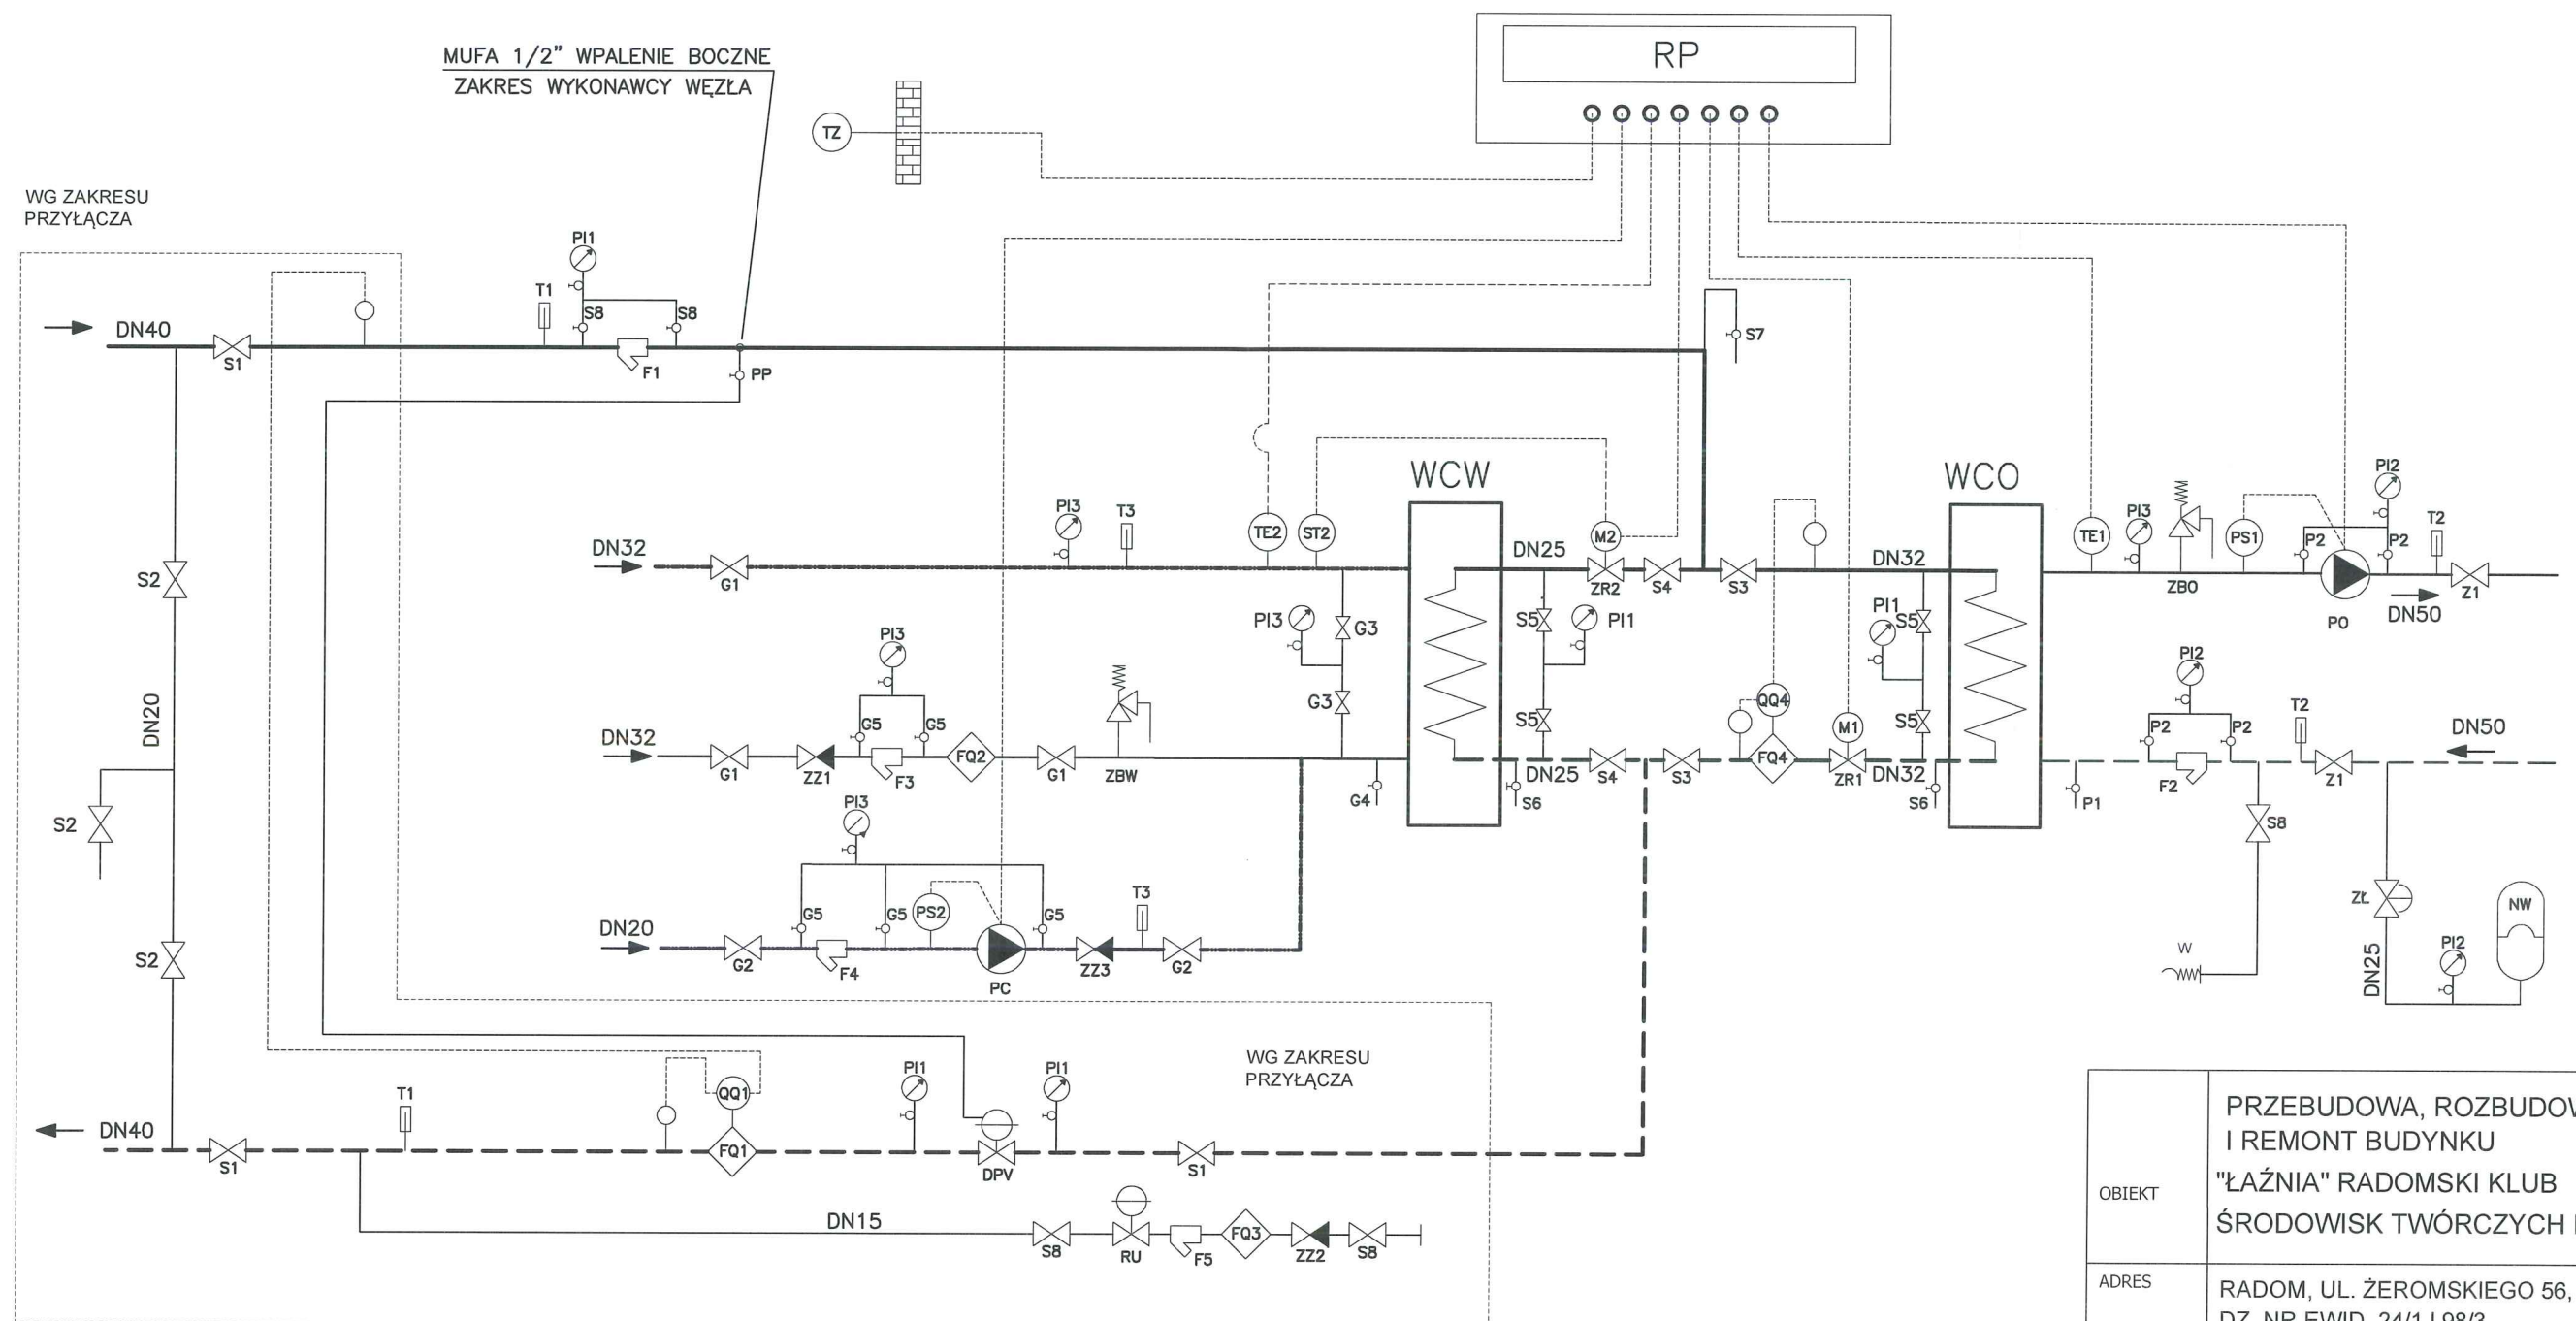 MUFA 1/2" WPALENIE BOCZNE
ZAKRES WYKONAWCY WĘZŁA
RP
TZ
WG ZAKRESU
PRZYŁĄCZA
PI1
T1
S8
S8
DN40
S1
F1
PP
S7
WCW
WCO
PI3
T3
TE2
ST2
M2
TE1
PI3
PS1
PI2
P2
P2
T2
DN32
G1
DN25
ZR2
S4
S3
DN32
ZBO
PO
DN50
Z1
S2
PI3
G3
S5
PI1
PI1
S5
PI3
G3
S5
QQ4
M1
S5
PI2
P2
P2
T2
DN50
DN20
DN32
G1
ZZ1
G5
G5
F3
FQ2
G1
ZBW
G4
DN25
S6
S4
S3
FQ4
ZR1
DN32
S6
P1
F2
Z1
S8
S2
PI3
G5
G5
PS2
G5
T3
DN20
G2
F4
PC
ZZ3
G2
ZŁ
NW
PI2
DN25
W
S2
WG ZAKRESU
PRZYŁĄCZA
T1
QQ1
PI1
PI1
DN40
S1
FQ1
DPV
S1
DN15
S8
RU
F5
FQ3
ZZ2
S8
OBIEKT
PRZEBUDOWA, ROZBUDOW
I REMONT BUDYNKU
"ŁAŹNIA" RADOMSKI KLUB
ŚRODOWISK TWÓRCZYCH
ADRES
RADOM, UL. ŻEROMSKIEGO 56,
DZ. NR EWID. 24/1 I 98/3